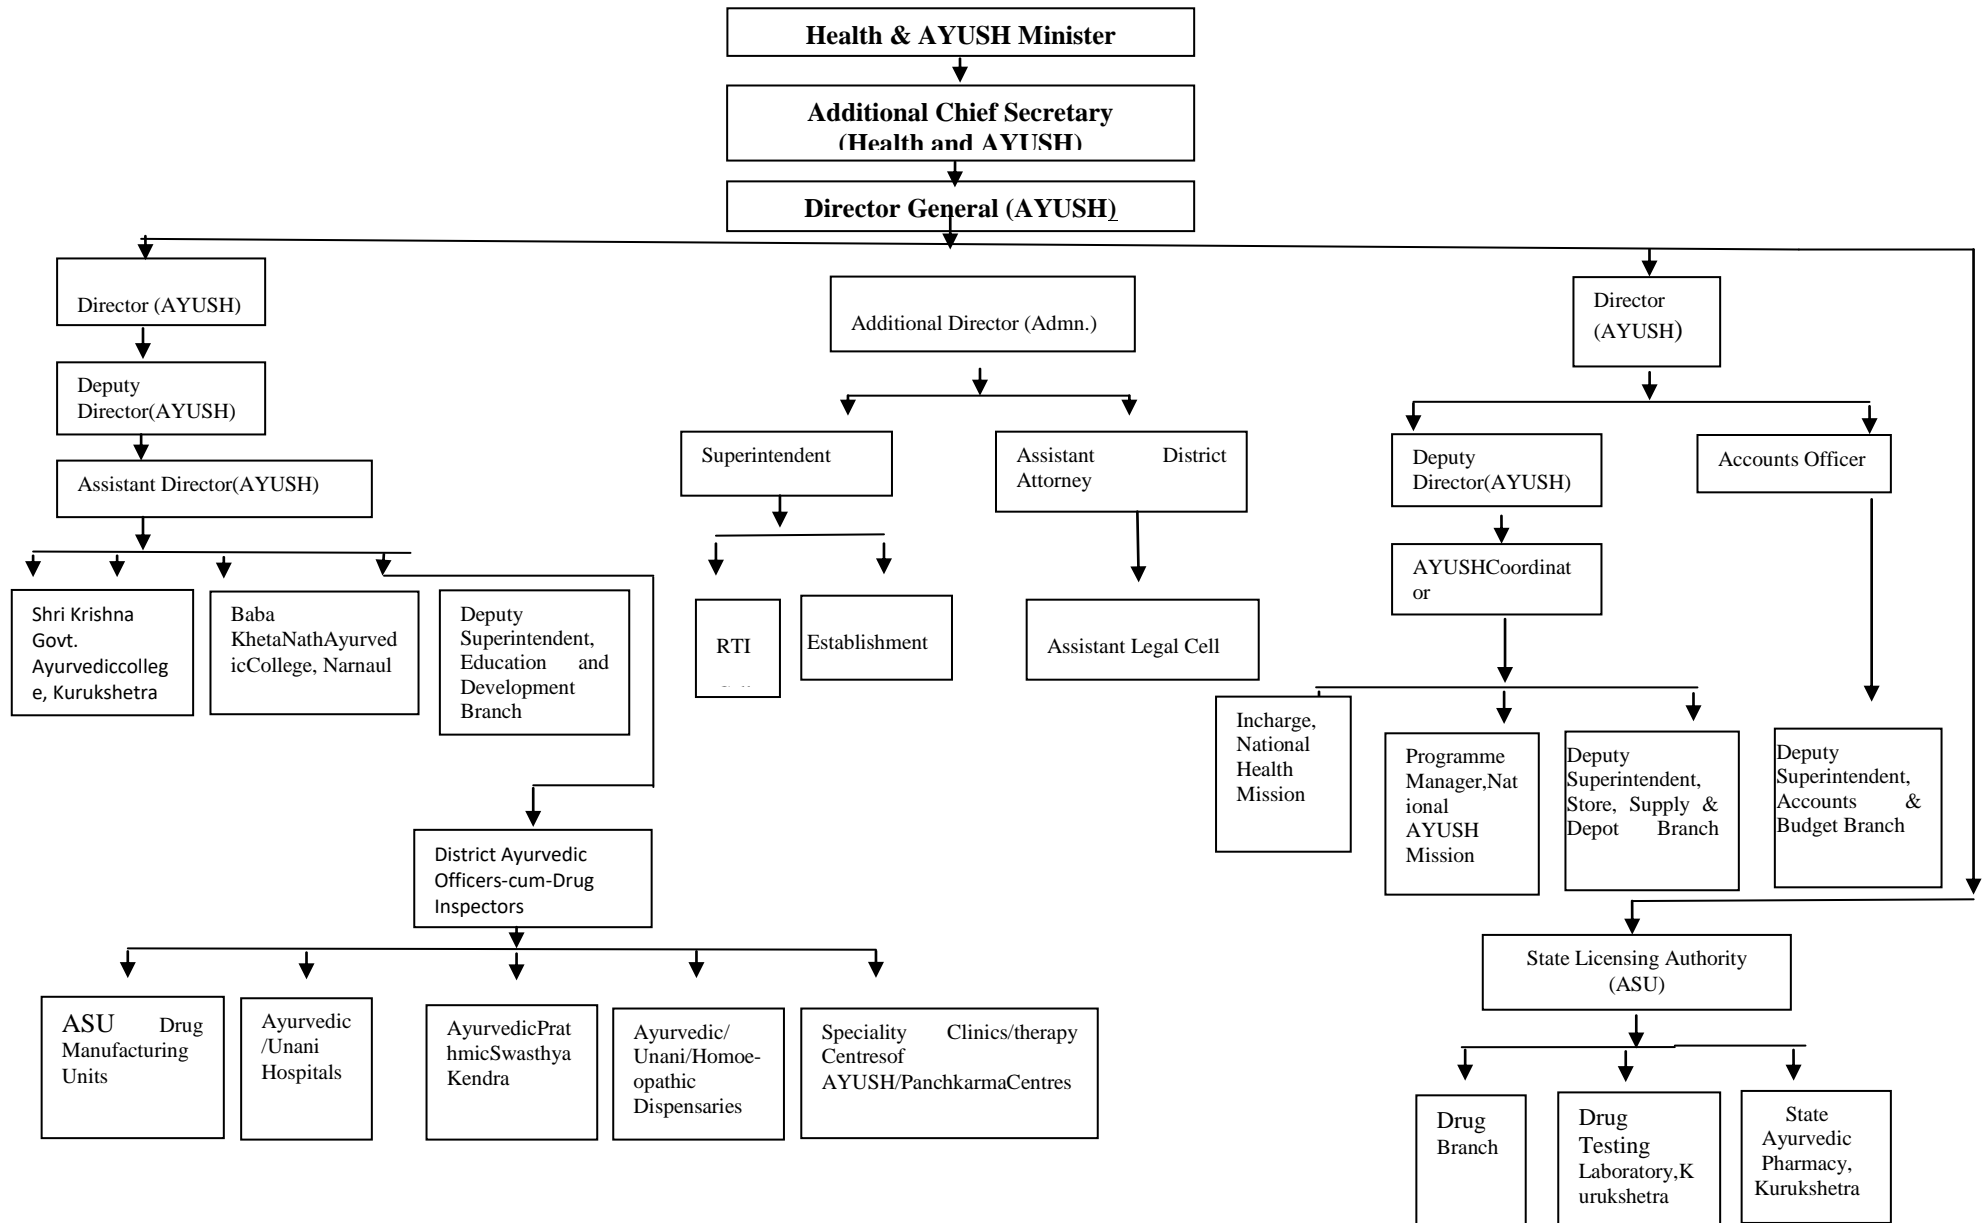 Health & AYUSH Minister
Additional Chief Secretary
(Health and AYUSH)
Director General (AYUSH)
Director (AYUSH)
Additional Director (Admn.)
Director
(AYUSH)
Deputy
Director(AYUSH)
Superintendent
Assistant District
Attorney
Deputy
Director(AYUSH)
Accounts Officer
Assistant Director(AYUSH)
AYUSHCoordinat
or
Shri Krishna
Govt.
Ayurvediccolleg
e, Kurukshetra
Baba
KhetaNathAyurved
icCollege, Narnaul
Deputy
Superintendent,
Education and
Development
Branch
RTI
Establishment
Assistant Legal Cell
Incharge,
National
Health
Mission
Programme
Manager,Nat
ional
AYUSH
Mission
Deputy
Superintendent,
Store, Supply &
Depot Branch
Deputy
Superintendent,
Accounts &
Budget Branch
District Ayurvedic
Officers-cum-Drug
Inspectors
State Licensing Authority
(ASU)
ASU Drug
Manufacturing
Units
Ayurvedic
/Unani
Hospitals
AyurvedicPrat
hmicSwasthya
Kendra
Ayurvedic/
Unani/Homoe-
opathic
Dispensaries
Speciality Clinics/therapy
Centresof
AYUSH/PanchkarmaCentres
Drug
Branch
Drug
Testing
Laboratory,K
urukshetra
State
Ayurvedic
Pharmacy,
Kurukshetra